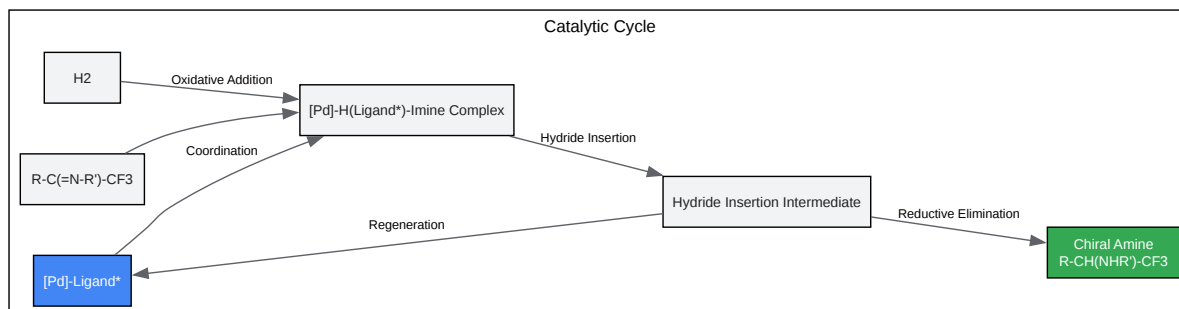 Catalytic Cycle
H2
Oxidative Addition
[Pd]-H(Ligand*)-Imine Complex
Hydride Insertion
Coordination
R-C(=N-R')-CF3
Hydride Insertion Intermediate
Reductive Elimination
Regeneration
[Pd]-Ligand*
Chiral Amine
R-CH(NHR')-CF3